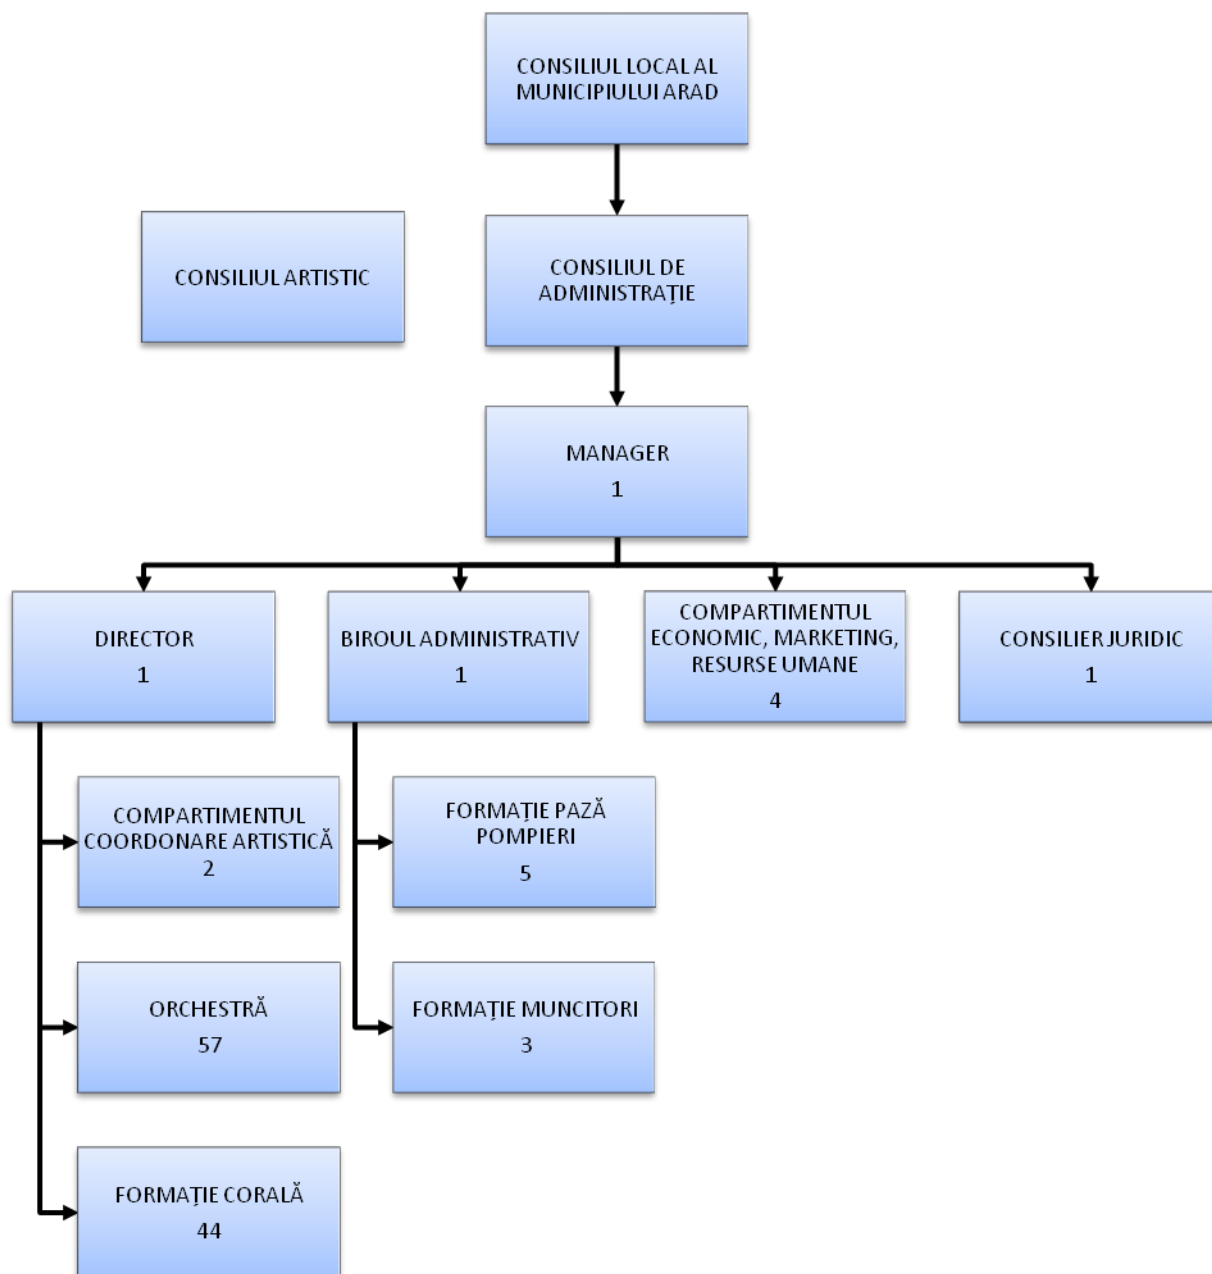 CONSILIUL LOCAL AL
MUNICIPIULUI ARAD
CONSILIUL ARTISTIC
CONSILIUL DE
ADMINISTRAȚIE
MANAGER
1
DIRECTOR
1
BIROUL ADMINISTRATIV
1
COMPARTIMENTUL
ECONOMIC, MARKETING,
RESURSE UMANE
4
CONSILIER JURIDIC
1
COMPARTIMENTUL
COORDONARE ARTISTICĂ
2
FORMAȚIE PAZĂ
POMPIERI
5
ORCHESTRĂ
57
FORMAȚIE MUNCITORI
3
FORMAȚIE CORALĂ
44